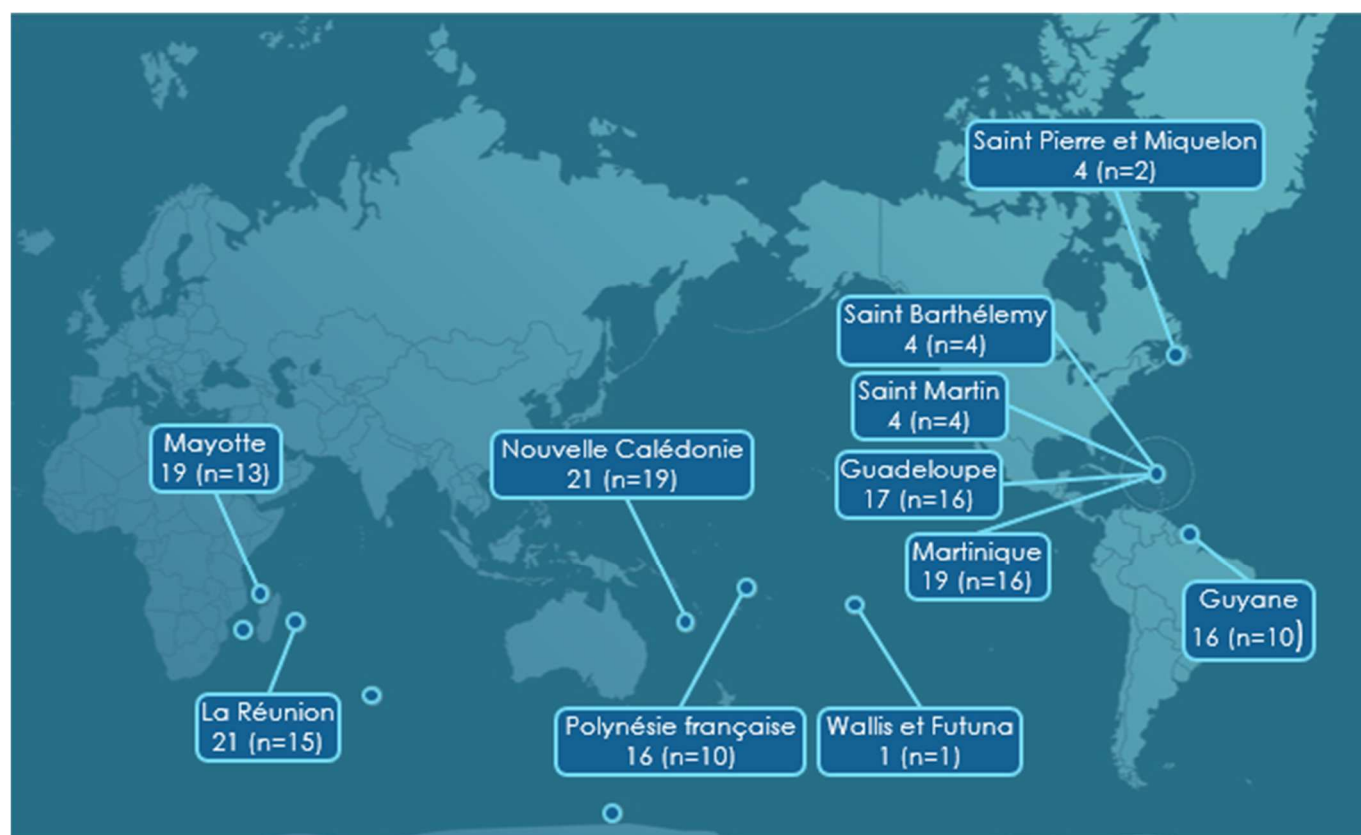 Saint Pierre et Miquelon
4 (n=2)
Saint Barthélemy
4 (n=4)
Saint Martin
4 (n=4)
Guadeloupe
17 (n=16)
Martinique
19 (n=16)
Guyane
16 (n=10)
Mayotte
19 (n=13)
Nouvelle Calédonie
21 (n=19)
La Réunion
21 (n=15)
Polynésie française
16 (n=10)
Wallis et Futuna
1 (n=1)